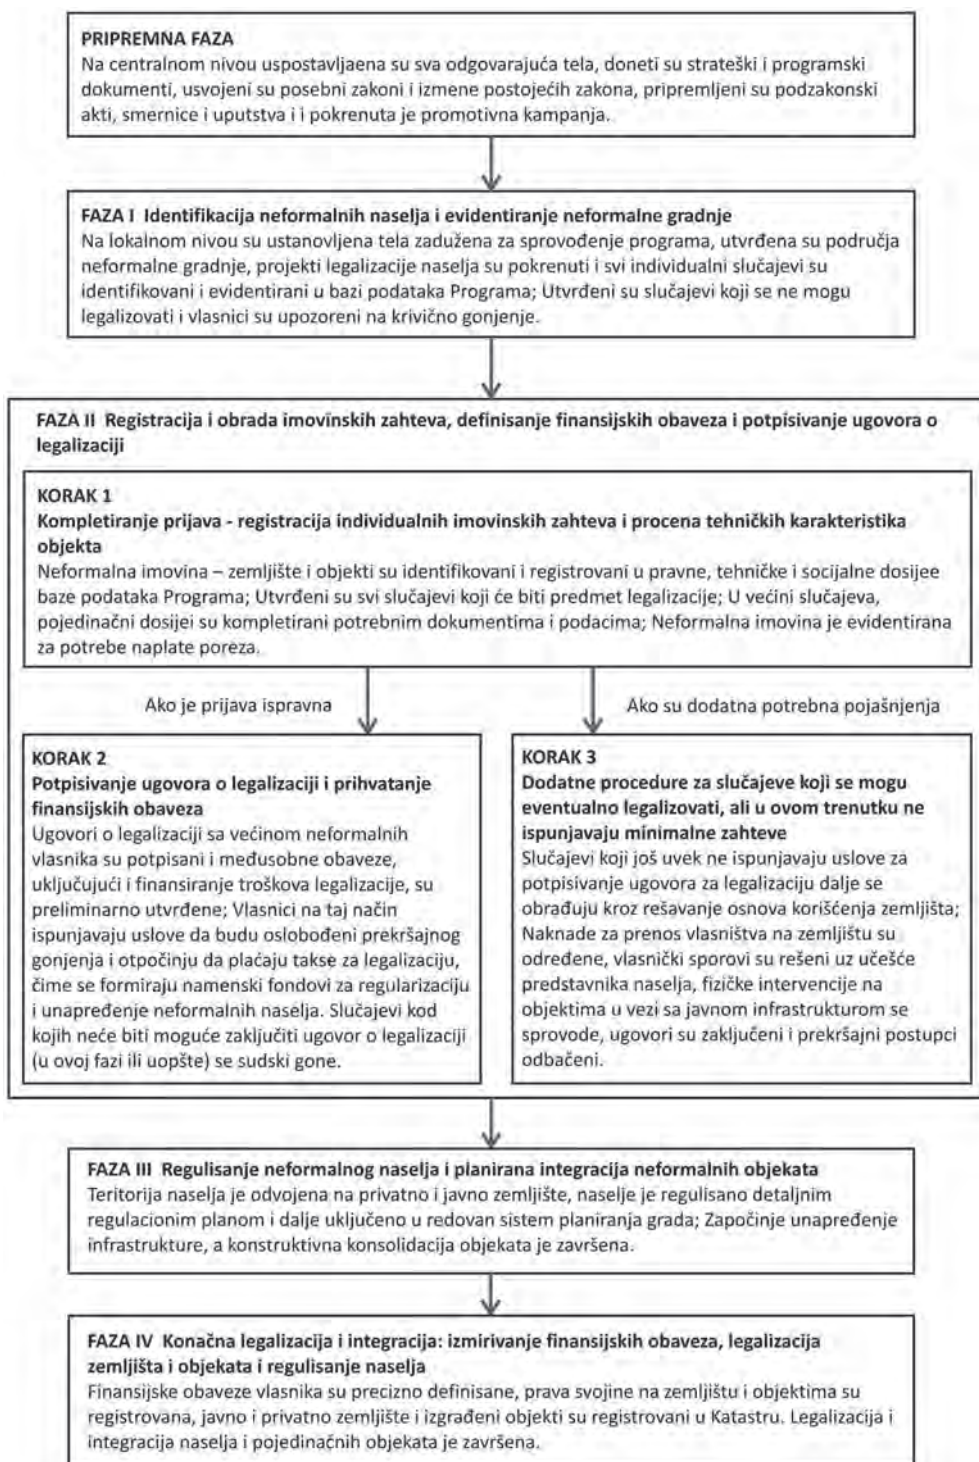 PRIPREMNA FAZA
Na centralnom nivou uspostavljaena su sva odgovarajuća tela, doneti su strateški i programski
dokumenti, usvojeni su posebni zakoni i izmene postojećih zakona, pripremljeni su podzakonski
akti, smernice i uputstva i i pokrenuta je promotivna kampanja.
FAZA I Identifikacija neformalnih naselja i evidentiranje neformalne gradnje
Na lokalnom nivou su ustanovljena tela zadužena za sprovođenje programa, utvrđena su područja
neformalne gradnje, projekti legalizacije naselja su pokrenuti i svi individualni slučajevi su
identifikovani i evidentirani u bazi podataka Programa; Utvrđeni su slučajevi koji se ne mogu
legalizovati i vlasnici su upozoreni na krivično gonjenje.
FAZA II Registracija i obrada imovinskih zahteva, definisanje finansijskih obaveza i potpisivanje ugovora o
legalizaciji
KORAK 1
Kompletiranje prijava - registracija individualnih imovinskih zahteva i procena tehničkih karakteristika
objekta
Neformalna imovina – zemljište i objekti su identifikovani i registrovani u pravne, tehničke i socijalne dosijee
baze podataka Programa; Utvrđeni su svi slučajevi koji će biti predmet legalizacije; U većini slučajeva,
pojedinačni dosijei su kompletirani potrebnim dokumentima i podacima; Neformalna imovina je evidentirana
za potrebe naplate poreza.
Ako je prijava ispravna
Ako su dodatna potrebna pojašnjenja
KORAK 2
Potpisivanje ugovora o legalizaciji i prihvatanje
finansijskih obaveza
Ugovori o legalizaciji sa većinom neformalnih
vlasnika su potpisani i međusobne obaveze,
uključujući i finansiranje troškova legalizacije, su
preliminarno utvrđene; Vlasnici na taj način
ispunjavaju uslove da budu oslobođeni prekršajnog
gonjenja i otpočinju da plaćaju takse za legalizaciju,
čime se formiraju namenski fondovi za regularizaciju
i unapređenje neformalnih naselja. Slučajevi kod
kojih neće biti moguće zaključiti ugovor o legalizaciji
(u ovoj fazi ili uopšte) se sudski gone.
KORAK 3
Dodatne procedure za slučajeve koji se mogu
eventualno legalizovati, ali u ovom trenutku ne
ispunjavaju minimalne zahteve
Slučajevi koji još uvek ne ispunjavaju uslove za
potpisivanje ugovora za legalizaciju dalje se
obrađuju kroz rešavanje osnova korišćenja zemljišta;
Naknade za prenos vlasništva na zemljištu su
određene, vlasnički sporovi su rešeni uz učešće
predstavnika naselja, fizičke intervencije na
objektima u vezi sa javnom infrastrukturom se
sprovode, ugovori su zaključeni i prekršajni postupci
odbačeni.
FAZA III Regulisanje neformalnog naselja i planirana integracija neformalnih objekata
Teritorija naselja je odvojena na privatno i javno zemljište, naselje je regulisano detaljnim
regulacionim planom i dalje uključeno u redovan sistem planiranja grada; Započinje unapređenje
infrastrukture, a konstruktivna konsolidacija objekata je završena.
FAZA IV Konačna legalizacija i integracija: izmirivanje finansijskih obaveza, legalizacija
zemljišta i objekata i regulisanje naselja
Finansijske obaveze vlasnika su precizno definisane, prava svojine na zemljištu i objektima su
registrovana, javno i privatno zemljište i izgrađeni objekti su registrovani u Katastru. Legalizacija i
integracija naselja i pojedinačnih objekata je završena.